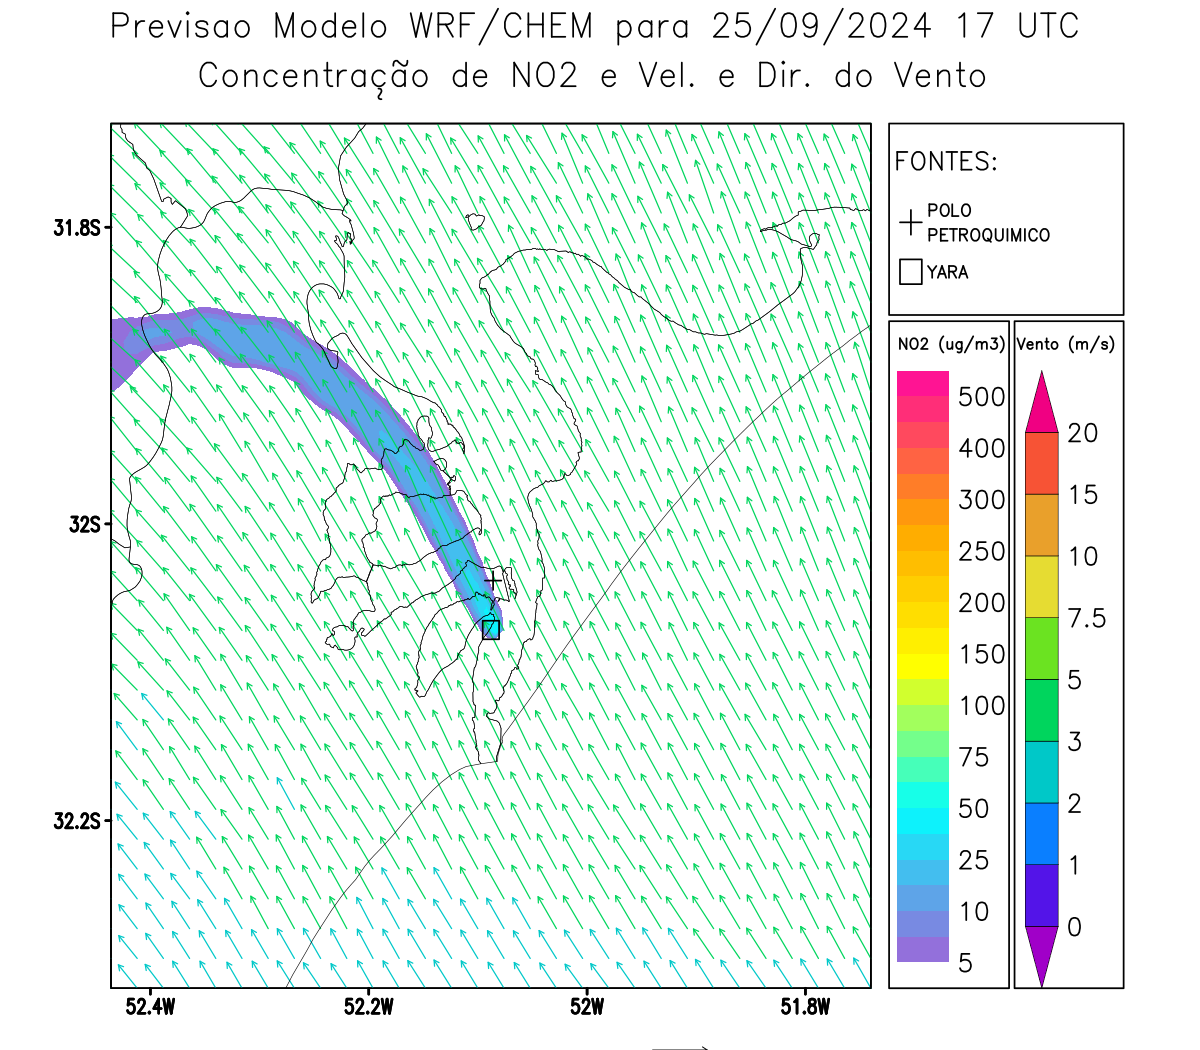 Previsao Modelo WRF/CHEM para 25/09/2024 17 UTC
Concentração de NO2 e Vel. e Dir. do Vento
FONTES:
POLO
PETROQUIMICO
YARA
31.8S
32S
32.2S
52.4W
52.2W
52W
51.8W
NO2 (ug/m3)
500
400
300
250
200
150
100
75
50
25
10
5
Vento (m/s)
20
15
10
7.5
5
3
2
1
0